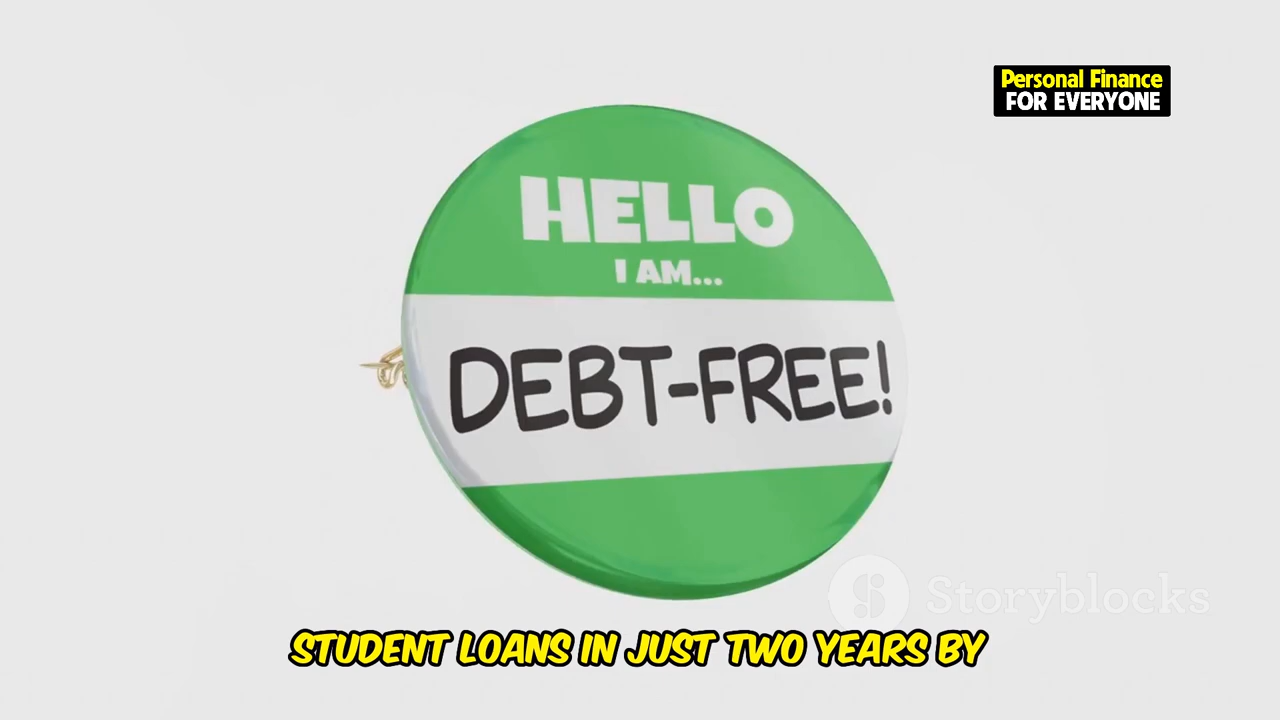 Personal Finance
FOR EVERYONE
HELLO
I AM...
DEBT-FREE!
Storyblocks
STUDENT LOANS IN JUST TWO YEARS BY